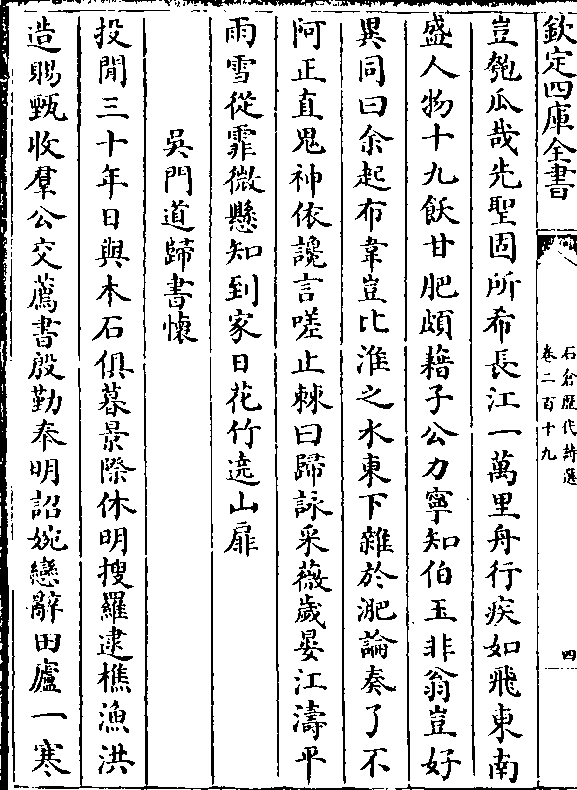 欽定四庫全書
石倉歷代詩選
卷二百十九
四
豈匏瓜哉先聖固所希長江一萬里舟行疾如飛東南
盛人物十九飫甘肥頗藉子公力寧知伯玉非翁豈好
異同曰余起布韋豈比淮之水東下雜於淝論奏了不
阿正直鬼神依讒言嗟止棘曰歸詠采薇歲晏江濤平
雨雪從霏微懸知到家日花竹遶山扉
吳門道歸書懷
投閒三十年日與木石俱暮景際休明搜羅逮樵漁洪
造賜甄收羣公交薦書殷勤奉明詔婉戀辭田廬一寒